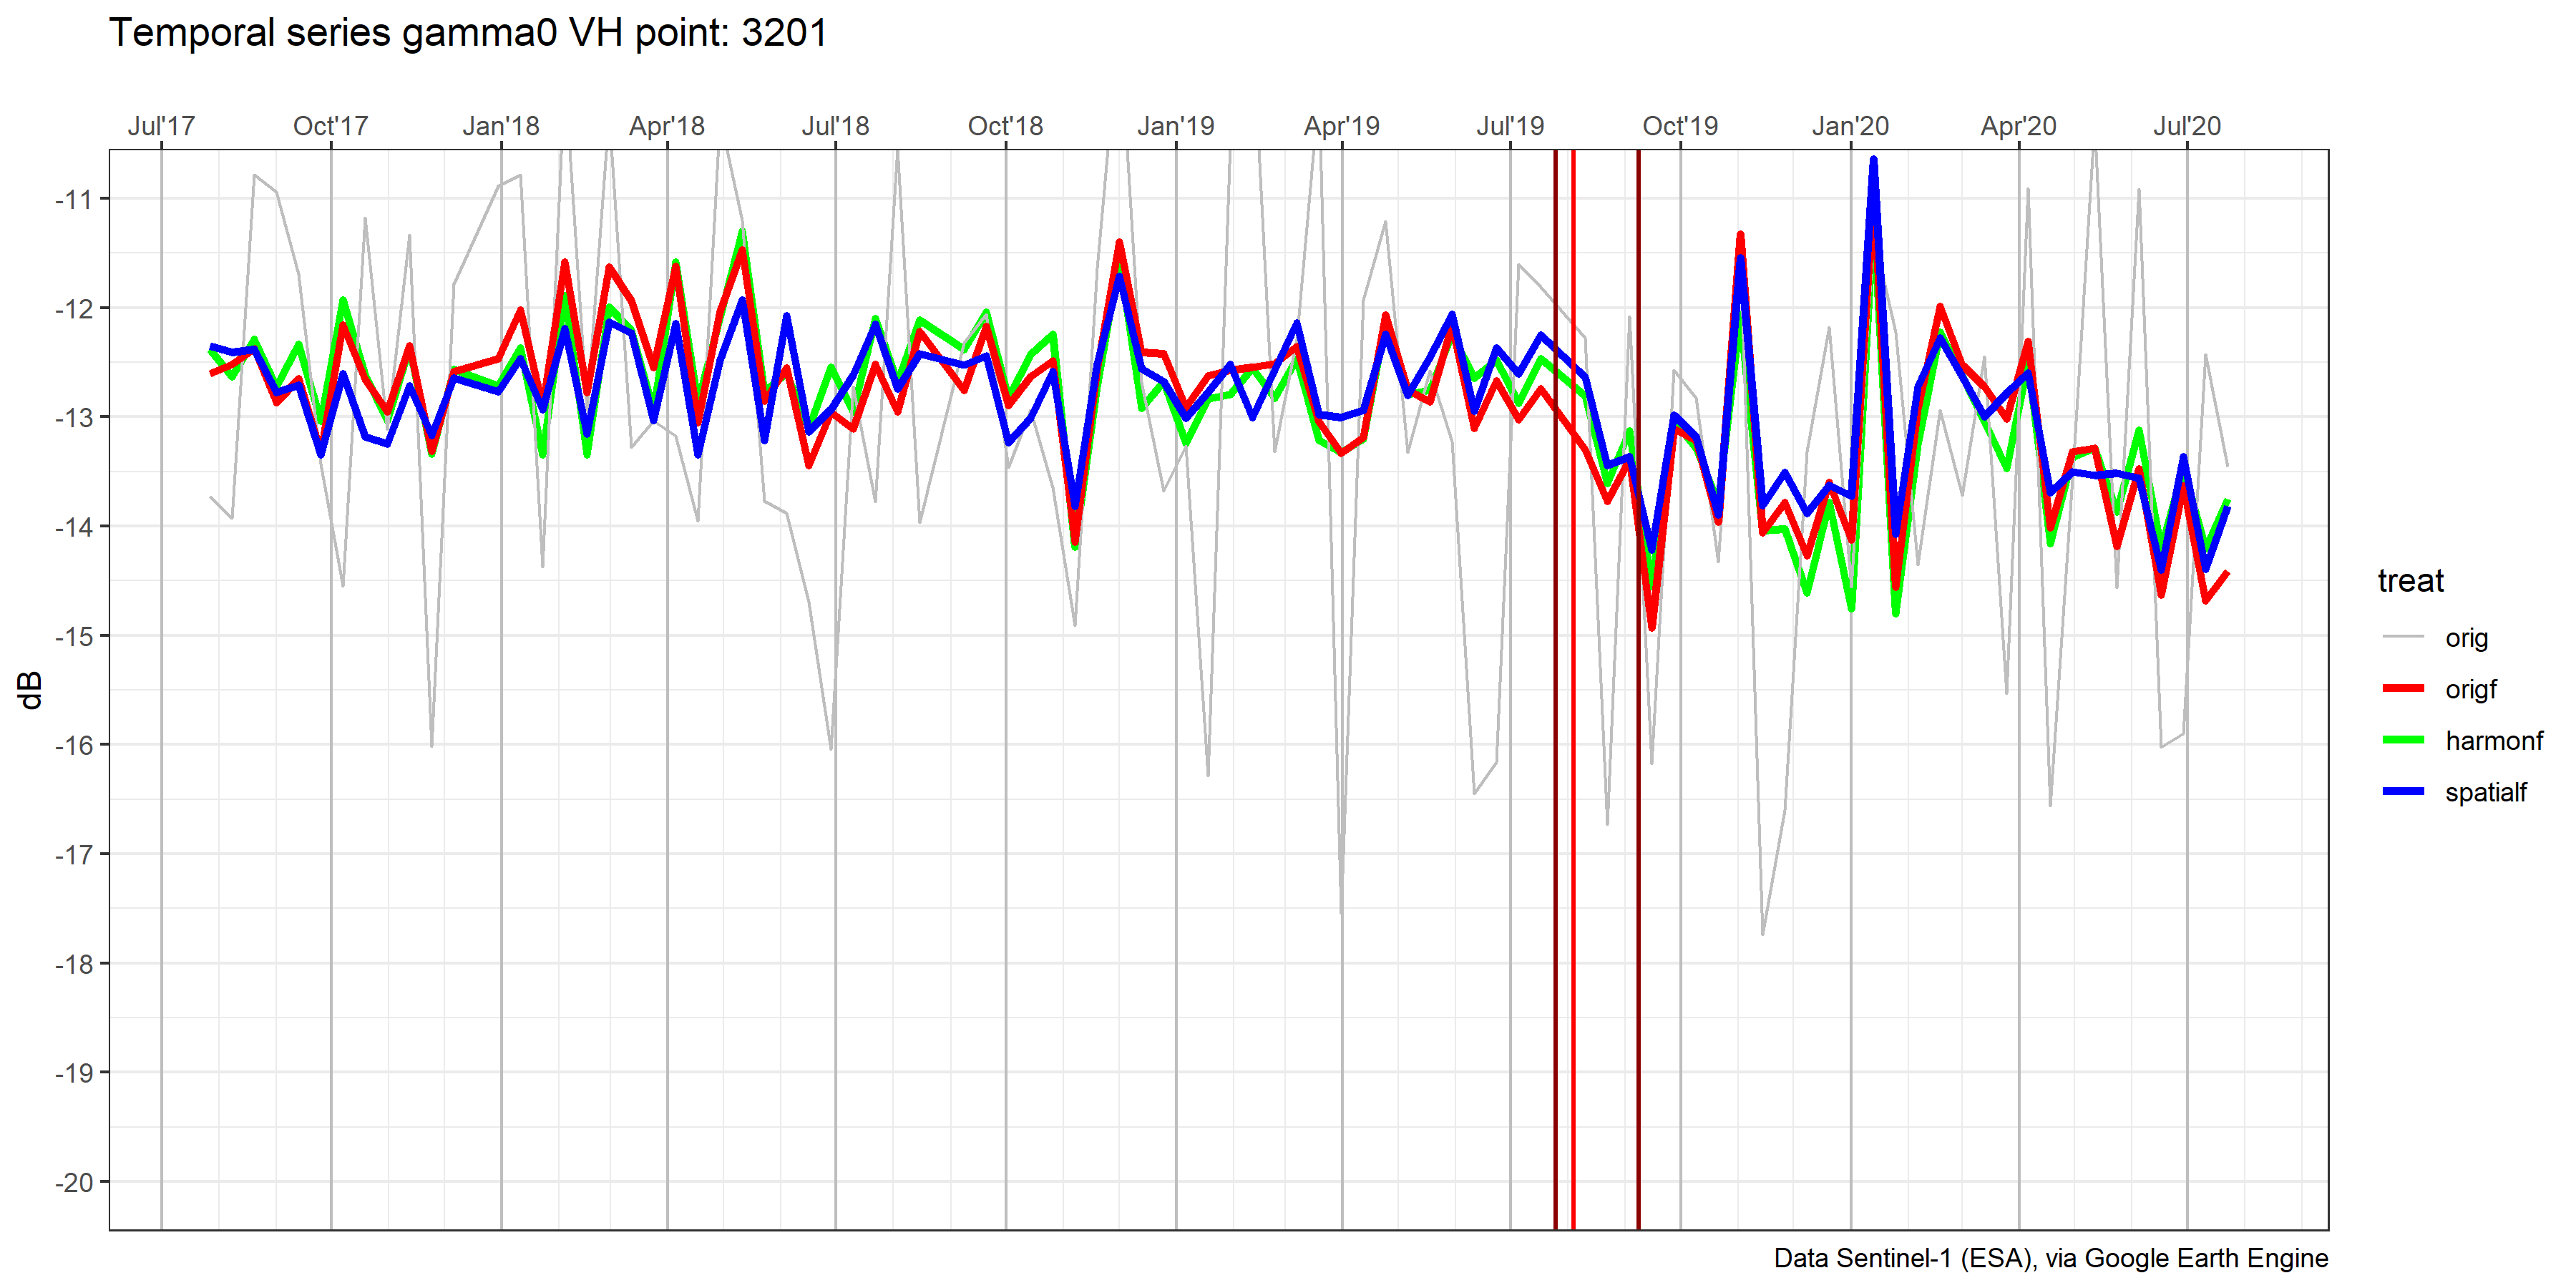 Temporal series gamma0 VH point: 3201
Jul'17 Oct'17 Jan'18 Apr'18 Jul'18 Oct'18 Jan'19 Apr'19 Jul'19 Oct'19 Jan'20 Apr'20 Jul'20
-11
-12
-13
-14
-15
-16
-17
-18
-19
-20
dB
treat
orig
origf
harmonf
spatialf
Data Sentinel-1 (ESA), via Google Earth Engine